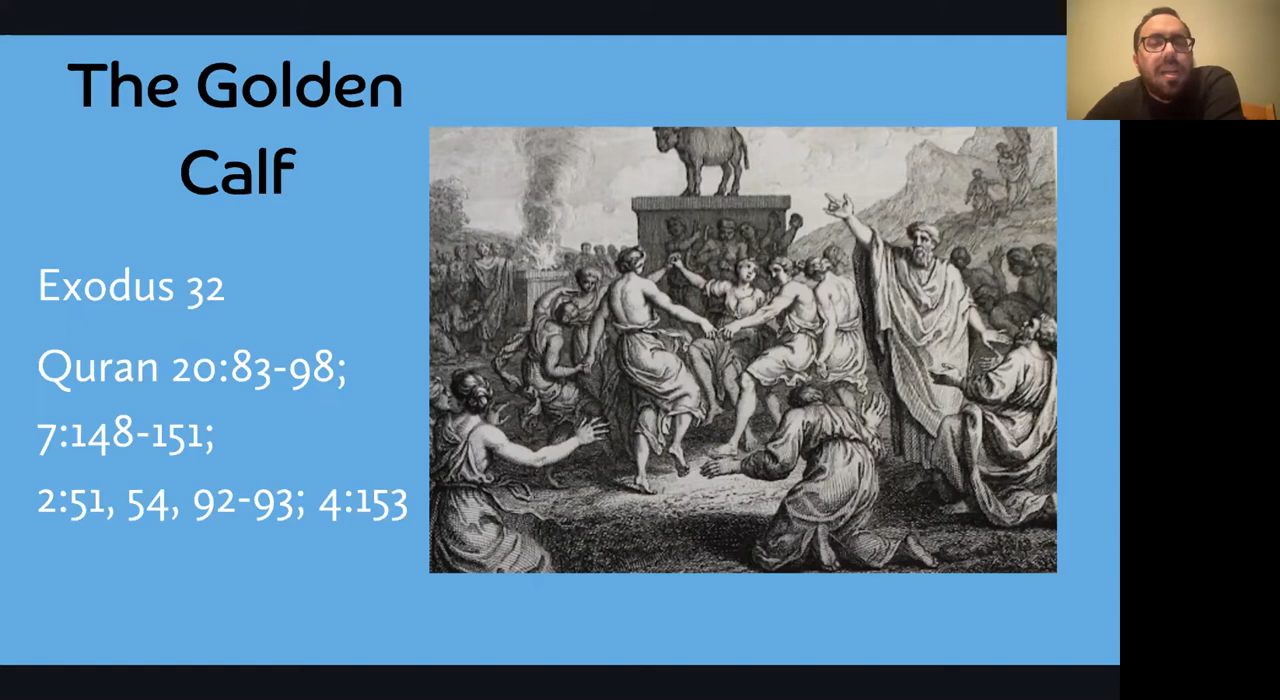 The Golden
Calf
Exodus 32
Quran 20:83-98;
7:148-151;
2:51, 54, 92-93; 4:153